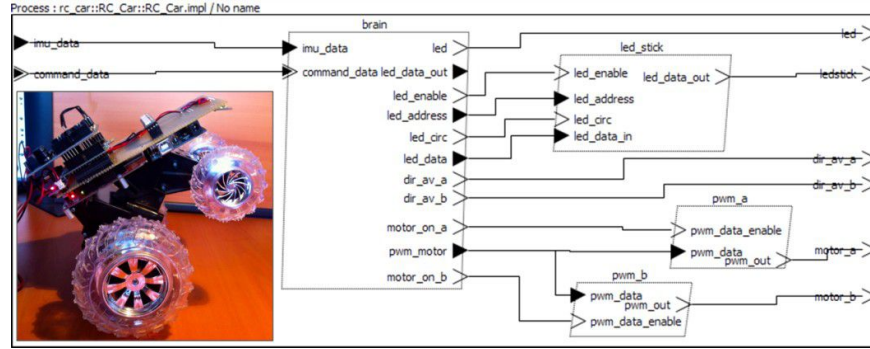 Process : rc_car::RC_Car::RC_Car.impl / No name
brain
imu_data
command_data
imu_data
command_data
led
led_data_out
led_enable
led_address
led_circ
led_data
dir_av_a
dir_av_b
motor_on_a
pwm_motor
motor_on_b
led_stick
led_enable
led_address
led_circ
led_data_in
led_data_out
pwm_a
pwm_data_enable
pwm_data
pwm_out
pwm_b
pwm_data
pwm_out
pwm_data_enable
led
ledstick
dir_av_a
dir_av_b
motor_a
motor_b